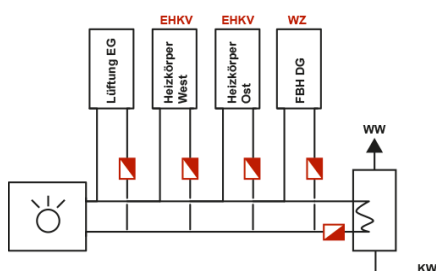 EHKV
EHKV
WZ
Lüftung EG
Heizkörper
West
Heizkörper
Ost
FBH DG
WW
KW